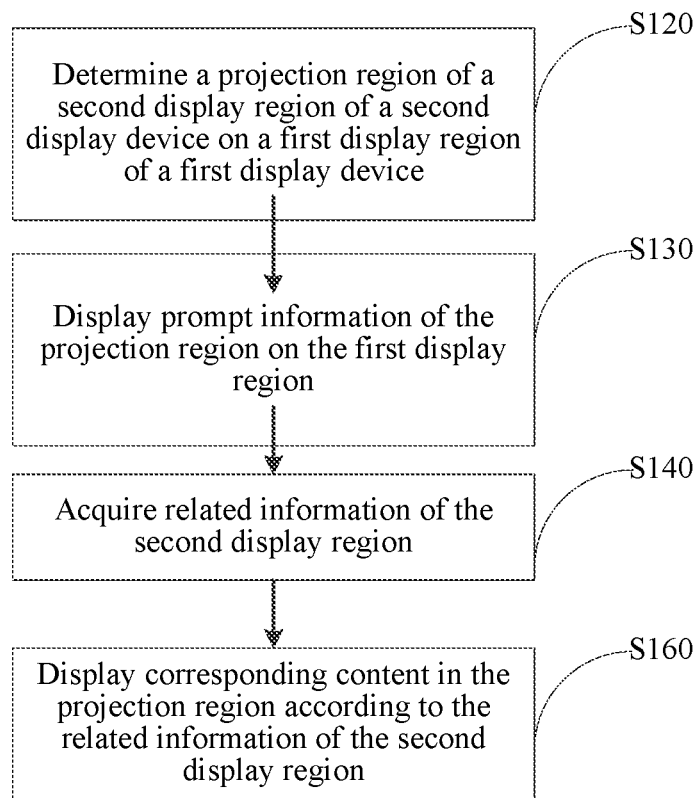 S120
Determine a projection region of a
second display region of a second
display device on a first display region
of a first display device
S130
Display prompt information of the
projection region on the first display
region
S140
Acquire related information of the
second display region
S160
Display corresponding content in the
projection region according to the
related information of the second
display region